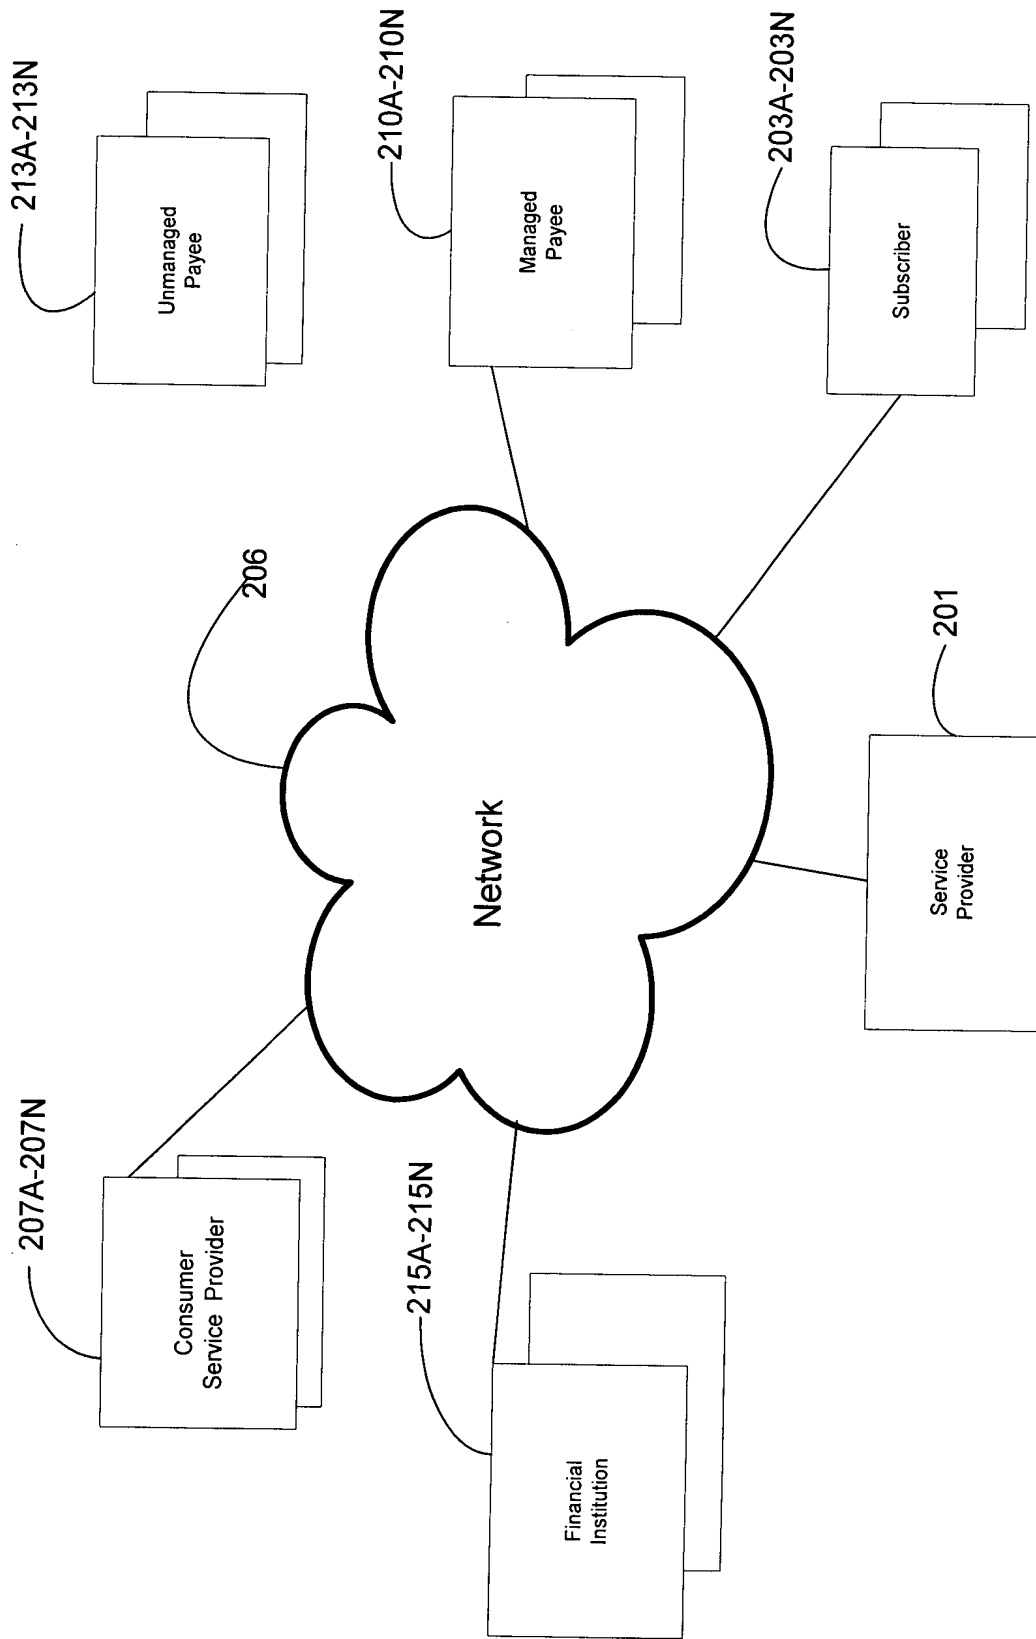 207A-207N
Consumer
Service Provider
206
213A-213N
Unmanaged
Payee
215A-215N
Financial
Institution
Network
210A-210N
Managed
Payee
Service
Provider
201
203A-203N
Subscriber